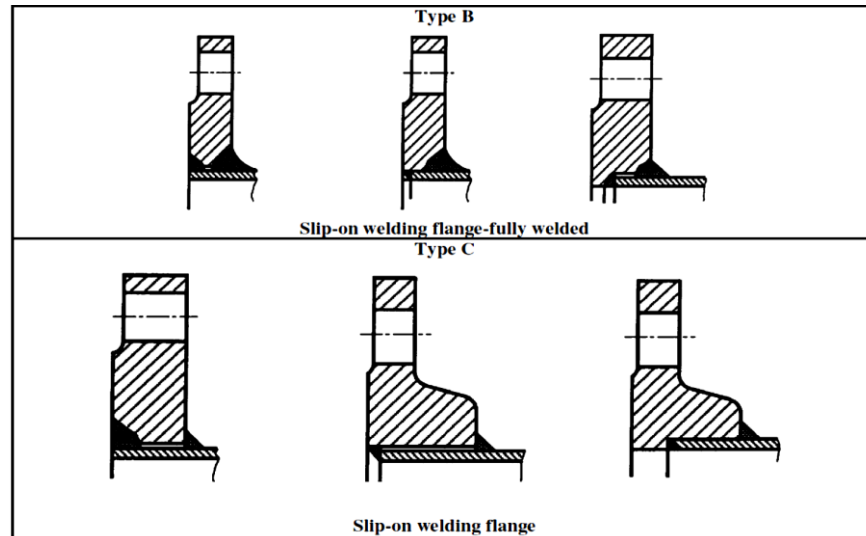 Type B
Slip-on welding flange-fully welded
Type C
Slip-on welding flange